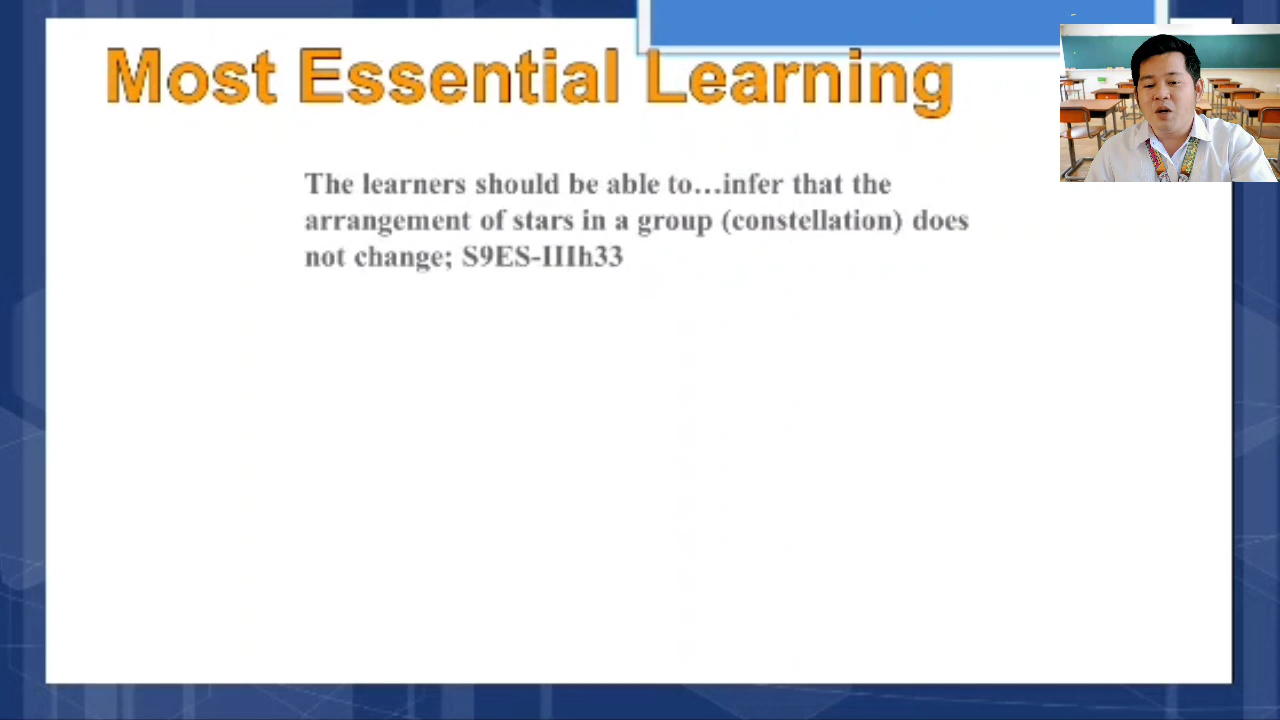 Most Essential Learning
The learners should be able to…infer that the
arrangement of stars in a group (constellation) does
not change; S9ES-IIIh33